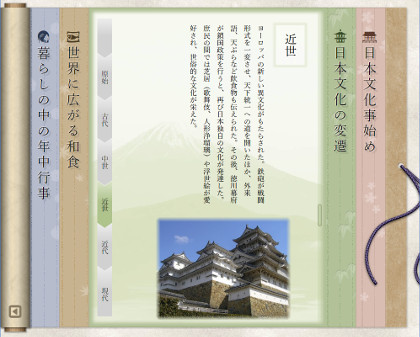 日本文化事始め
日本文化の変遷
近世
ヨーロッパの新しい異文化がもたらされた。鉄砲が戦闘
形式を一変させ、天下統一への道を開いたほか、外来
語、天ぷらなど飲食物も伝えられた。その後、徳川幕府
が鎖国政策を行うと、再び日本独自の文化が発達した。
庶民の間では芝居（歌舞伎、人形浄瑠璃）や浮世絵が愛
好され、世俗的な文化が栄えた。
原始
古代
中世
近世
近代
現代
世界に広がる和食
暮らしの中の年中行事